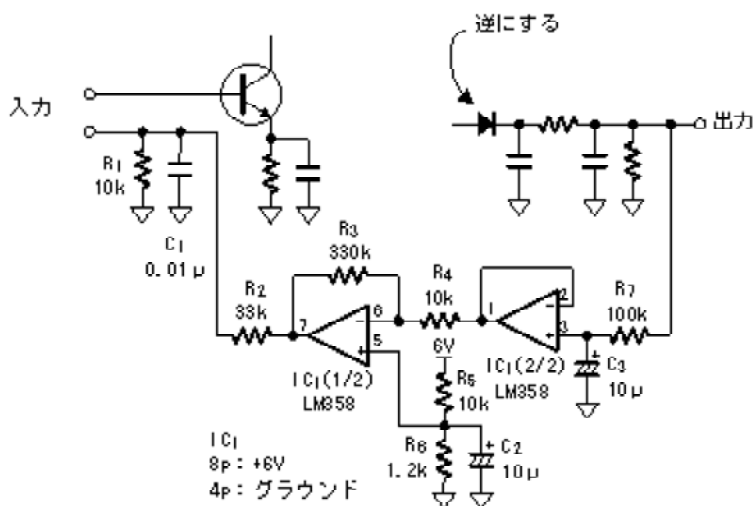 逆にする
入力
出力
R1
10k
C1
0.01μ
R3
330k
R2
33k
R4
10k
R7
100k
7
6
5
1
2
3
6V
IC1(1/2)
LM358
R5
10k
IC1(2/2)
LM358
C3
10μ
R6
1.2k
C2
10μ
IC1
8P: +6V
4P: グラウンド